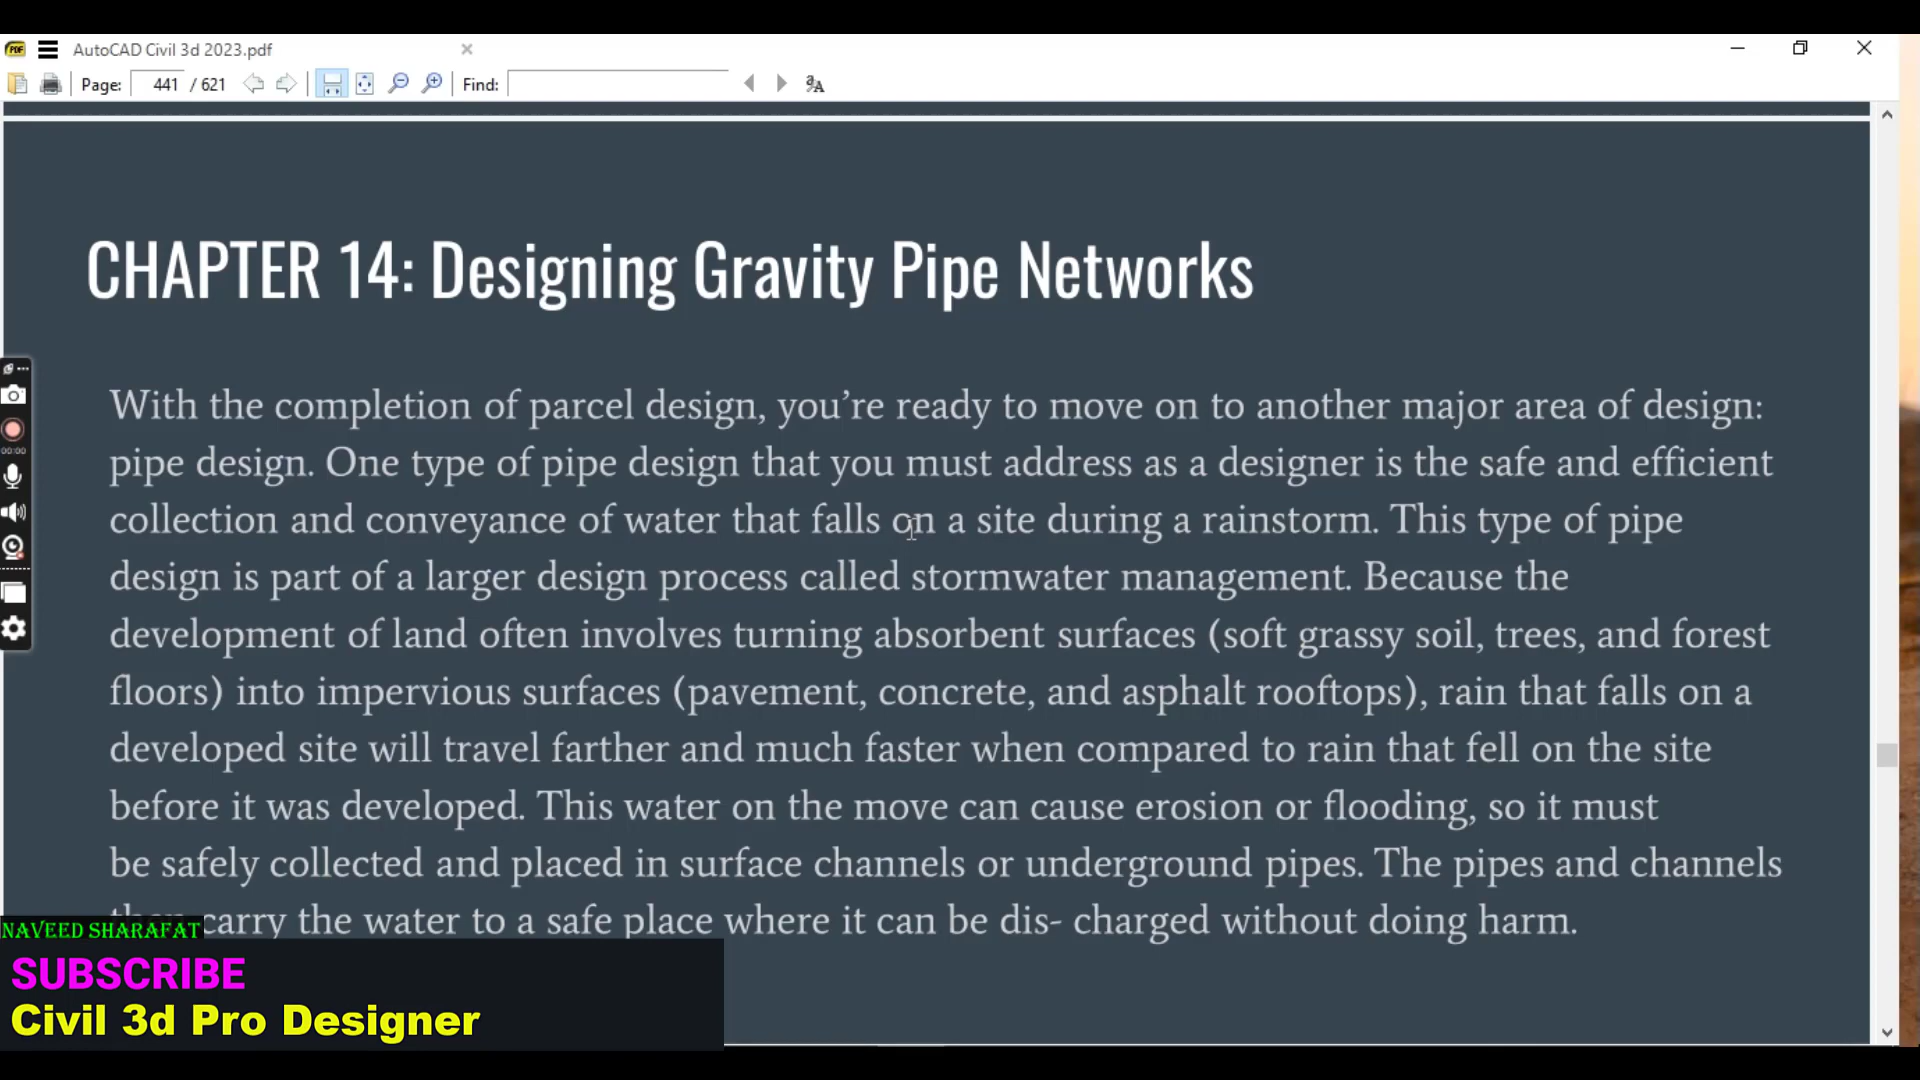 AutoCAD Civil 3d 2023.pdf
Page: 441 / 621 Find:
CHAPTER 14: Designing Gravity Pipe Networks
With the completion of parcel design, you're ready to move on to another major area of design:
pipe design. One type of pipe design that you must address as a designer is the safe and efficient
collection and conveyance of water that falls on a site during a rainstorm. This type of pipe
design is part of a larger design process called stormwater management. Because the
development of land often involves turning absorbent surfaces (soft grassy soil, trees, and forest
floors) into impervious surfaces (pavement, concrete, and asphalt rooftops), rain that falls on a
developed site will travel farther and much faster when compared to rain that fell on the site
before it was developed. This water on the move can cause erosion or flooding, so it must
be safely collected and placed in surface channels or underground pipes. The pipes and channels
then carry the water to a safe place where it can be dis- charged without doing harm.
00:00
NAVEED SHARAFAT
SUBSCRIBE
Civil 3d Pro Designer